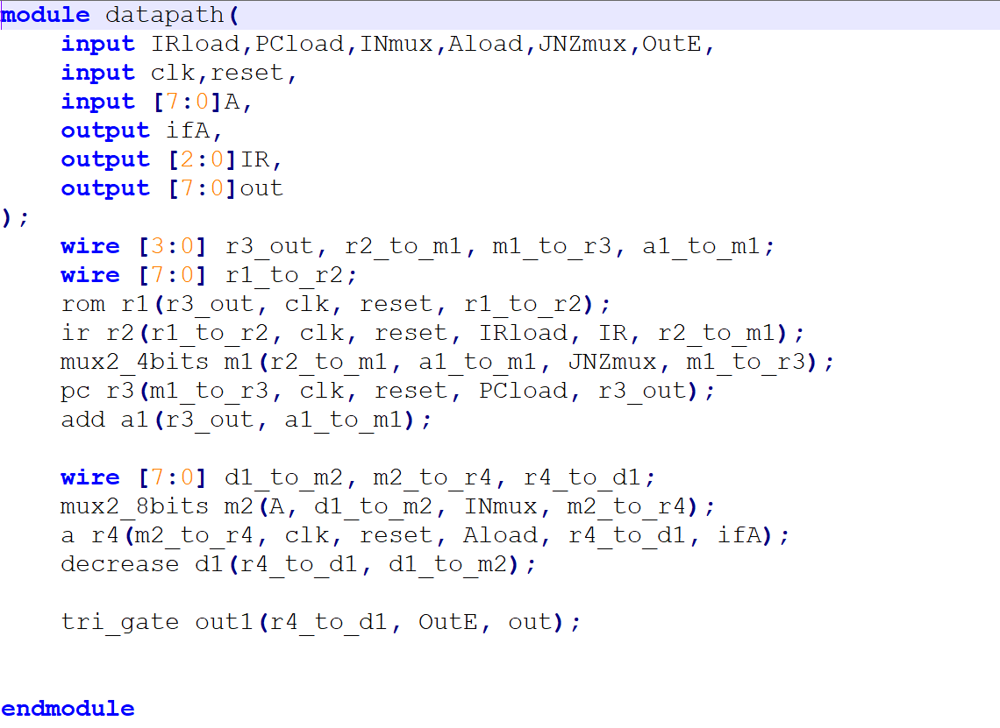 module datapath(
    input IRload,PCload,INmux,Aload,JNZmux,OutE,
    input clk,reset,
    input [7:0]A,
    output ifA,
    output [2:0]IR,
    output [7:0]out
);
    wire [3:0] r3_out, r2_to_m1, m1_to_r3, a1_to_m1;
    wire [7:0] r1_to_r2;
    rom r1(r3_out, clk, reset, r1_to_r2);
    ir r2(r1_to_r2, clk, reset, IRload, IR, r2_to_m1);
    mux2_4bits m1(r2_to_m1, a1_to_m1, JNZmux, m1_to_r3);
    pc r3(m1_to_r3, clk, reset, PCload, r3_out);
    add a1(r3_out, a1_to_m1);

    wire [7:0] d1_to_m2, m2_to_r4, r4_to_d1;
    mux2_8bits m2(A, d1_to_m2, INmux, m2_to_r4);
    a r4(m2_to_r4, clk, reset, Aload, r4_to_d1, ifA);
    decrease d1(r4_to_d1, d1_to_m2);

    tri_gate out1(r4_to_d1, OutE, out);


endmodule